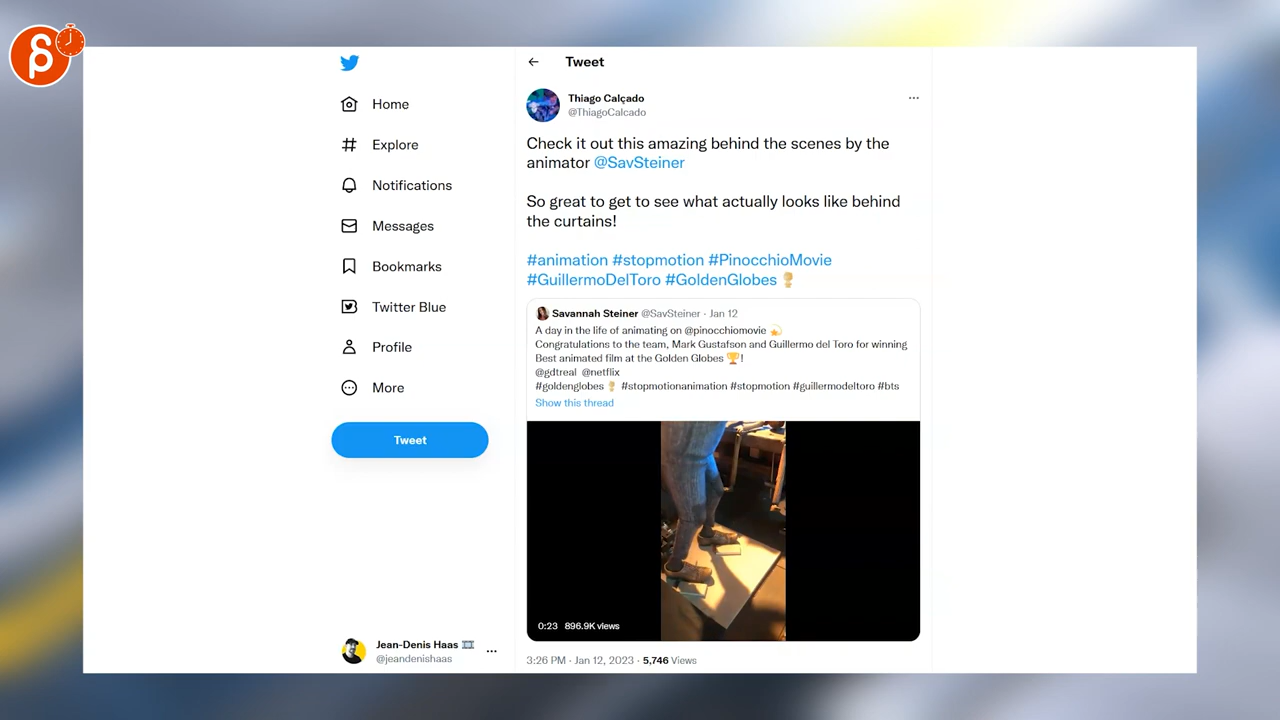 Tweet
Thiago Calçado
@ThiagoCalcado
Home
Explore
Notifications
Messages
Bookmarks
Twitter Blue
Profile
More
Tweet
Jean-Denis Haas
@jeandenishaas
Check it out this amazing behind the scenes by the
animator @SavSteiner
So great to get to see what actually looks like behind
the curtains!
#animation #stopmotion #PinocchioMovie
#GuillermoDelToro #GoldenGlobes
Savannah Steiner @SavSteiner · Jan 12
A day in the life of animating on @pinocchiomovie 💫
Congratulations to the team, Mark Gustafson and Guillermo del Toro for winning
Best animated film at the Golden Globes 🏆!
@gdtreal @netflix
#goldenglobes #stopmotionanimation #stopmotion #guillermodeltoro #bts
Show this thread
0:23 896.9K views
3:26 PM · Jan 12, 2023 · 5,746 Views